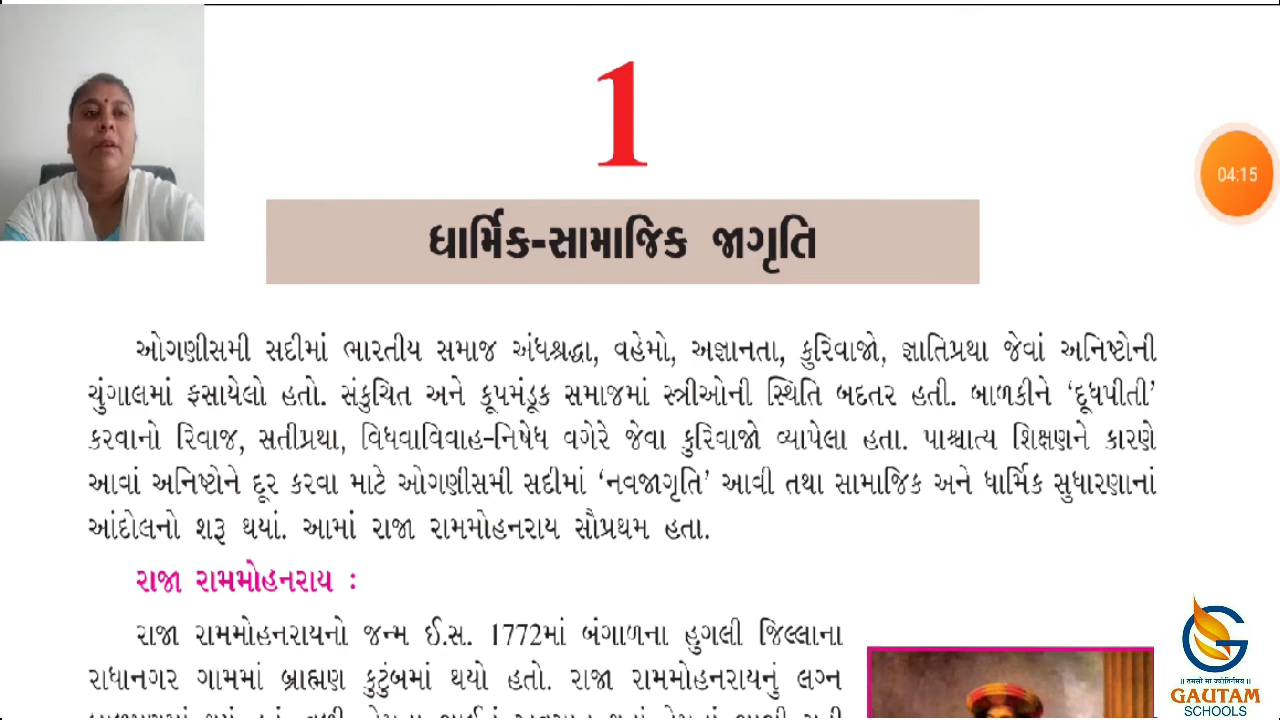 1
04:15
ધાર્મિક-સામાજિક જાગૃતિ
ઓગણીસમી સદીમાં ભારતીય સમાજ અંધશ્રદ્ધા, વહેમો, અજ્ઞાનતા, કુરિવાજો, જ્ઞાતિપ્રથા જેવાં અનિષ્ટોની
ચુંગાલમાં ફસાયેલો હતો. સંકુચિત અને કૂપમંડૂક સમાજમાં સ્ત્રીઓની સ્થિતિ બદતર હતી. બાળકીને ‘દૂધપીતી’
કરવાનો રિવાજ, સતીપ્રથા, વિધવાવિવાહ-નિષેધ વગેરે જેવા કુરિવાજો વ્યાપેલા હતા. પાશ્ચાત્ય શિક્ષણને કારણે
આવાં અનિષ્ટોને દૂર કરવા માટે ઓગણીસમી સદીમાં ‘નવજાગૃતિ’ આવી તથા સામાજિક અને ધાર્મિક સુધારણાનાં
આંદોલનો શરૂ થયાં. આમાં રાજા રામમોહનરાય સૌપ્રથમ હતા.
રાજા રામમોહનરાય :
રાજા રામમોહનરાયનો જન્મ ઈ.સ. 1772માં બંગાળના હુગલી જિલ્લાના
રાધાનગર ગામમાં બ્રાહ્મણ કુટુંબમાં થયો હતો. રાજા રામમોહનરાયનું લગ્ન
॥ तमसो मा ज्योतिर्गमय ॥
GAUTAM
SCHOOLS